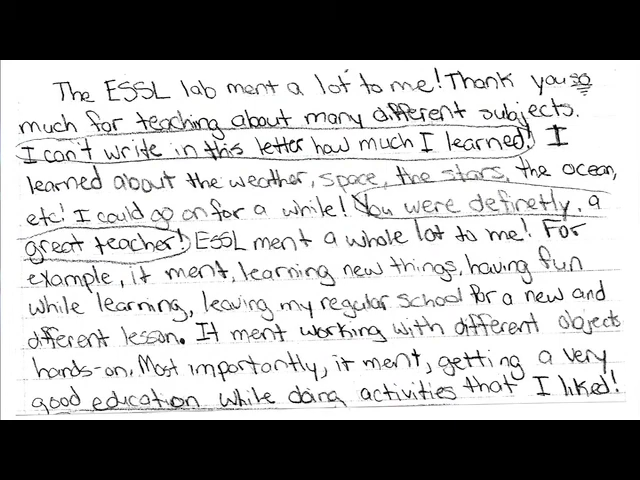 The ESSL lab ment a lot to me! Thank you so
much for teaching about many different subjects.
I can't write in this letter how much I learned! I
learned about the weather, space, the stars, the ocean,
etc! I could go on for a while! You were definetly, a
great teacher! ESSL ment a whole lot to me! For
example, it ment, learning new things, having fun
while learning, leaving my regular school for a new and
different lesson. It ment working with different objects
hands-on. Most importantly, it ment, getting a very
good education while doing activities that I liked!